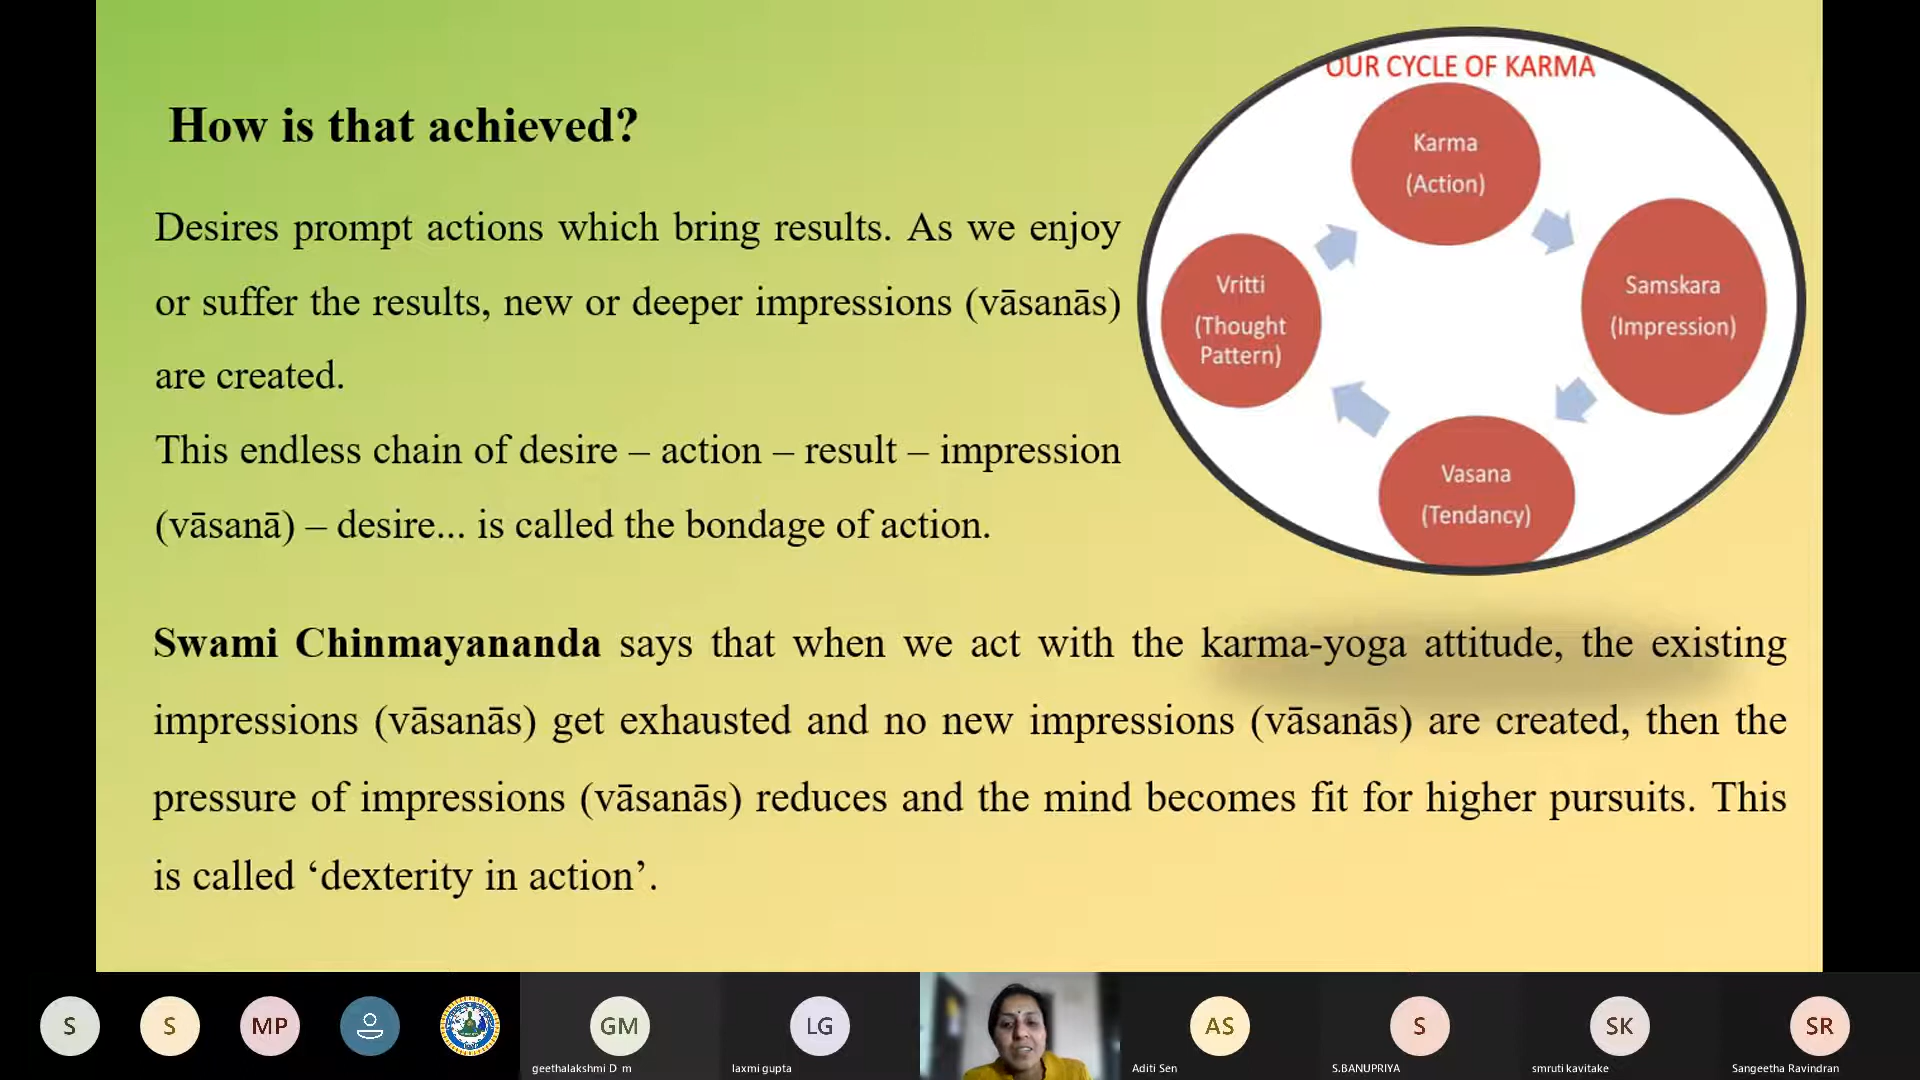 How is that achieved?
Desires prompt actions which bring results. As we enjoy
or suffer the results, new or deeper impressions (vāsanās)
are created.
This endless chain of desire – action – result – impression
(vāsanā) – desire... is called the bondage of action.
OUR CYCLE OF KARMA
Karma
(Action)
Samskara
(Impression)
Vasana
(Tendancy)
Vritti
(Thought
Pattern)
Swami Chinmayananda says that when we act with the karma-yoga attitude, the existing
impressions (vāsanās) get exhausted and no new impressions (vāsanās) are created, then the
pressure of impressions (vāsanās) reduces and the mind becomes fit for higher pursuits. This
is called ‘dexterity in action’.
S
S
MP
GM
geethalakshmi D m
LG
laxmi gupta
AS
Aditi Sen
S
S.BANUPRIYA
SK
smruti kavitake
SR
Sangeetha Ravindran